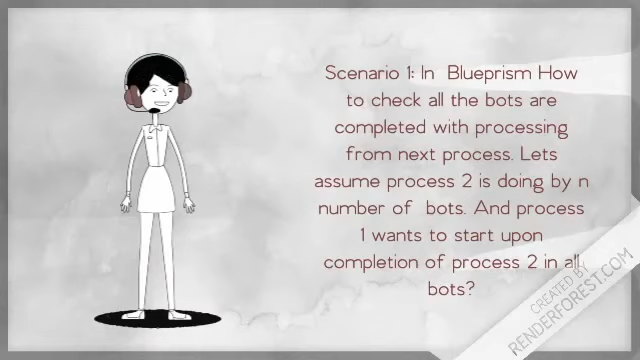 Scenario 1: In Blueprism How
to check all the bots are
completed with processing
from next process. Lets
assume process 2 is doing by n
number of bots. And process
1 wants to start upon
completion of process 2 in all
bots?
CREATED BY
RENDERFOREST.COM